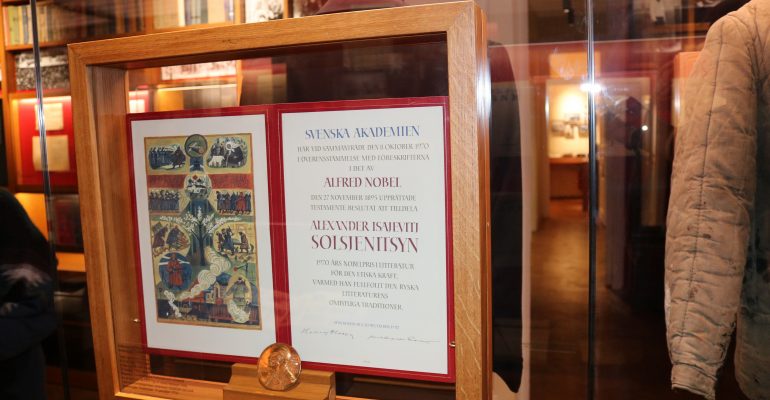 SVENSKA AKADEMIEN
HAR VID SAMMANTRÄDE DEN 8 OKTOBER 1970
I ÖVERENSSTÄMMELSE MED FÖRESKRIFTERNA
I DET AV
ALFRED NOBEL
DEN 27 NOVEMBER 1895 UPPRÄTTADE
TESTAMENTE BESLUTAT ATT TILLDELA
ALEXANDER ISAJEVITJ
SOLSJENITSYN
1970 ÅRS NOBELPRIS I LITTERATUR
FÖR DEN ETISKA KRAFT,
VARMED HAN FULLFÖLJT DEN RYSKA
LITTERATURENS
OMISTLIGA TRADITIONER.